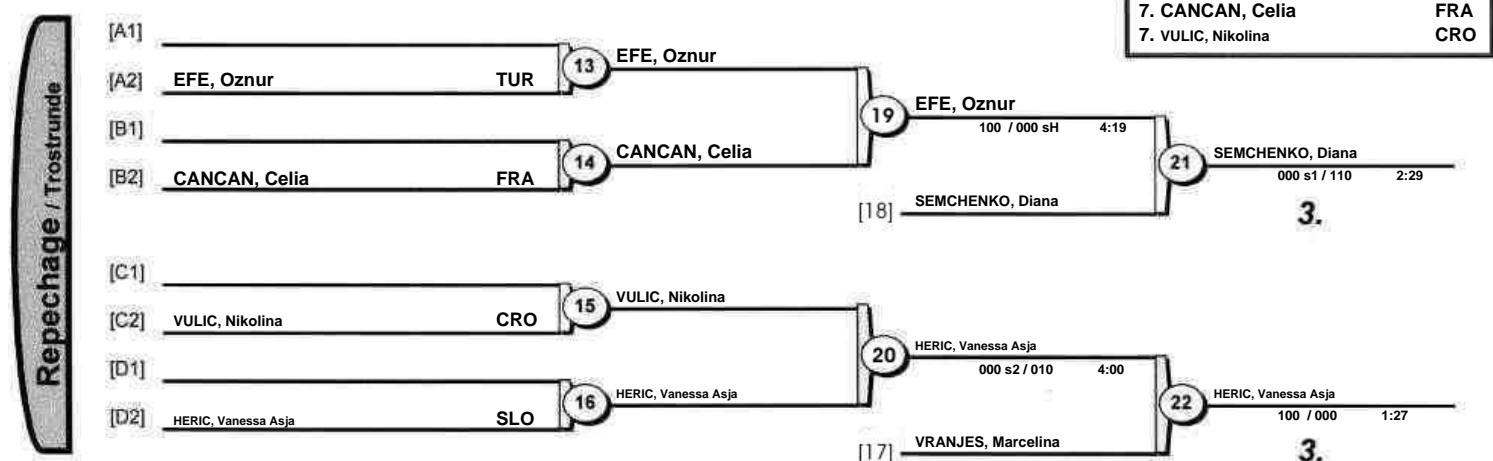 7. CANCAN, Celia FRA
7. VULIC, Nikolina CRO
Repechage / Trostrunde
[A1]
[A2] EFE, Oznur TUR
13 EFE, Oznur
[B1]
[B2] CANCAN, Celia FRA
14 CANCAN, Celia
19 EFE, Oznur
100 / 000 sH 4:19
[18] SEMCHENKO, Diana
21 SEMCHENKO, Diana
000 s1 / 110 2:29
3.
[C1]
[C2] VULIC, Nikolina CRO
15 VULIC, Nikolina
[D1]
[D2] HERIC, Vanessa Asja SLO
16 HERIC, Vanessa Asja
20 HERIC, Vanessa Asja
000 s2 / 010 4:00
[17] VRANJES, Marcelina
22 HERIC, Vanessa Asja
100 / 000 1:27
3.